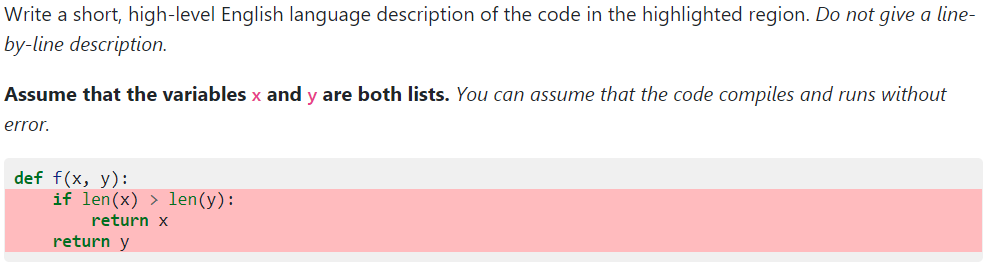 Write a short, high-level English language description of the code in the highlighted region. Do not give a line-
by-line description.
Assume that the variables x and y are both lists. You can assume that the code compiles and runs without
error.
def f(x, y):
    if len(x) > len(y):
        return x
    return y